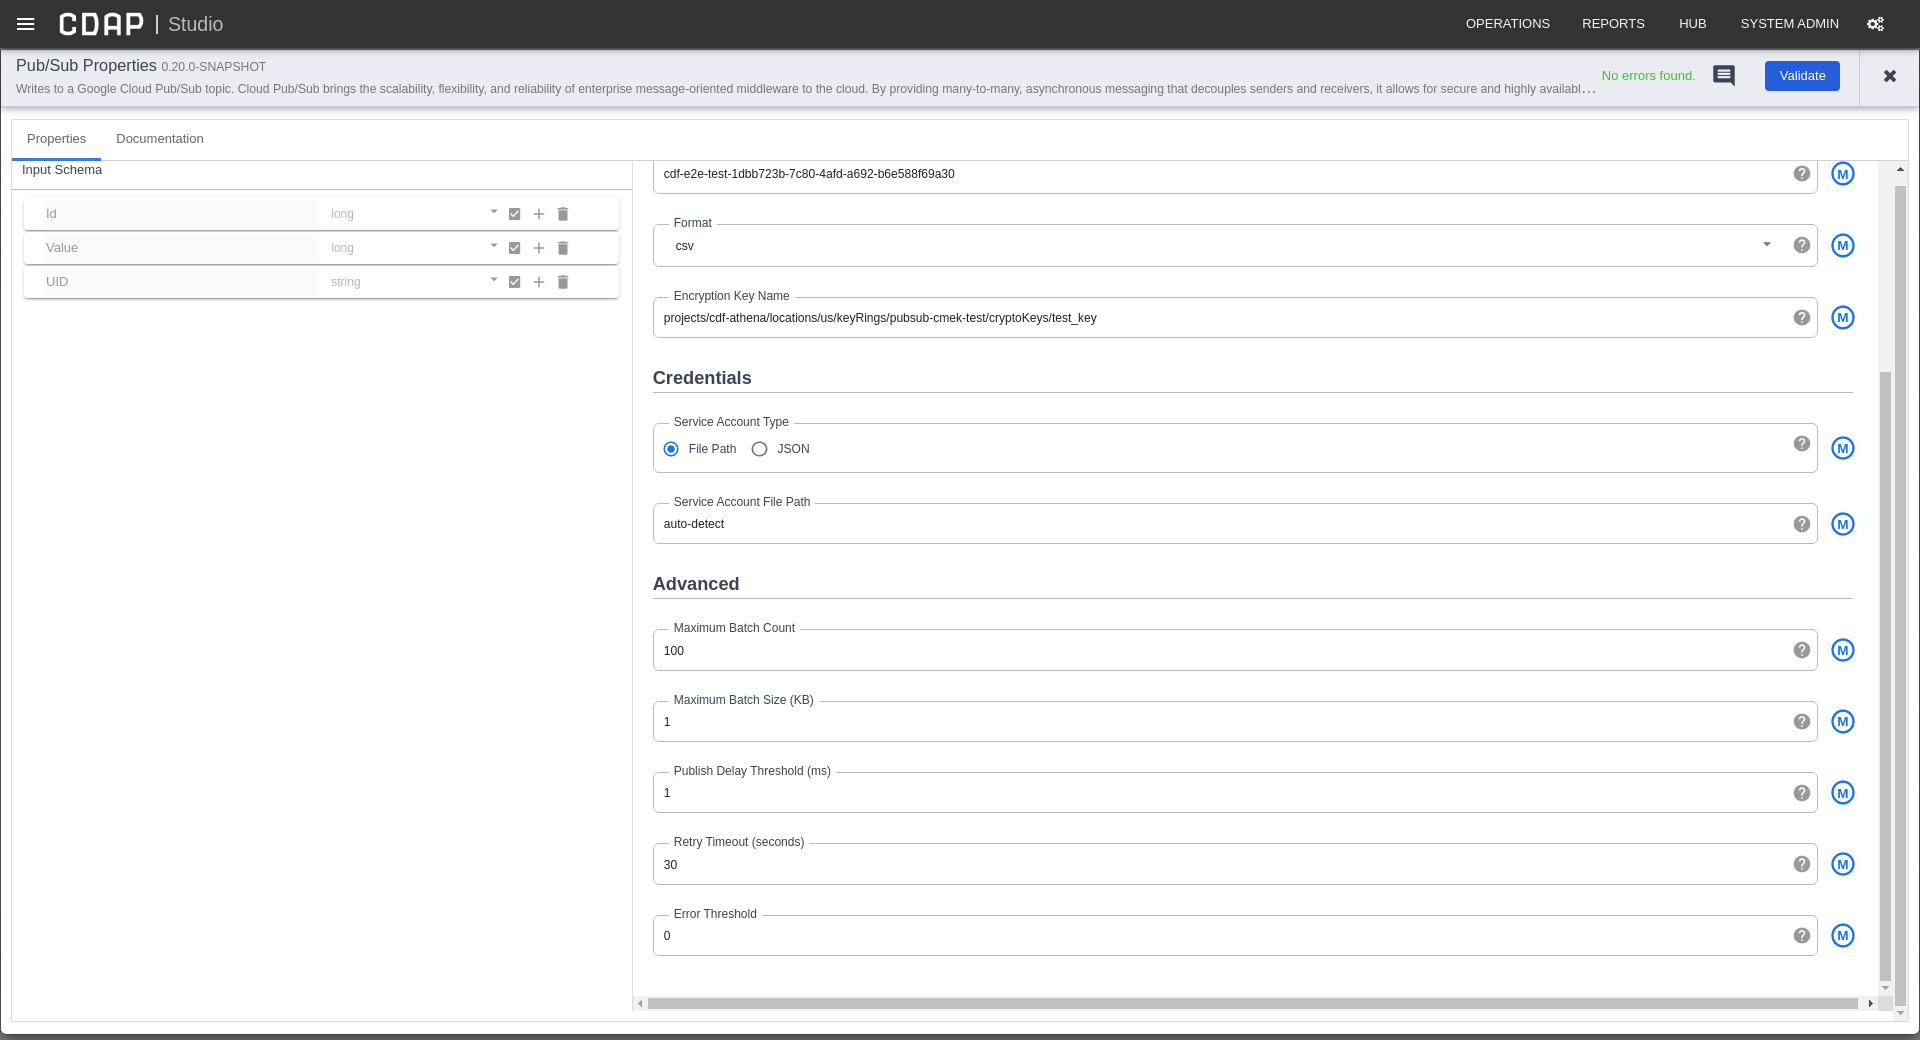 CDAP | Studio
OPERATIONS REPORTS HUB SYSTEM ADMIN
Pub/Sub Properties 0.20.0-SNAPSHOT
Writes to a Google Cloud Pub/Sub topic. Cloud Pub/Sub brings the scalability, flexibility, and reliability of enterprise message-oriented middleware to the cloud. By providing many-to-many, asynchronous messaging that decouples senders and receivers, it allows for secure and highly availabl...
No errors found. Validate
Properties Documentation
Input Schema
Id long
Value long
UID string
cdf-e2e-test-1dbb723b-7c80-4afd-a692-b6e588f69a30 M
Format
csv M
Encryption Key Name
projects/cdf-athena/locations/us/keyRings/pubsub-cmek-test/cryptoKeys/test_key M
Credentials
Service Account Type
File Path JSON M
Service Account File Path
auto-detect M
Advanced
Maximum Batch Count
100 M
Maximum Batch Size (KB)
1 M
Publish Delay Threshold (ms)
1 M
Retry Timeout (seconds)
30 M
Error Threshold
0 M